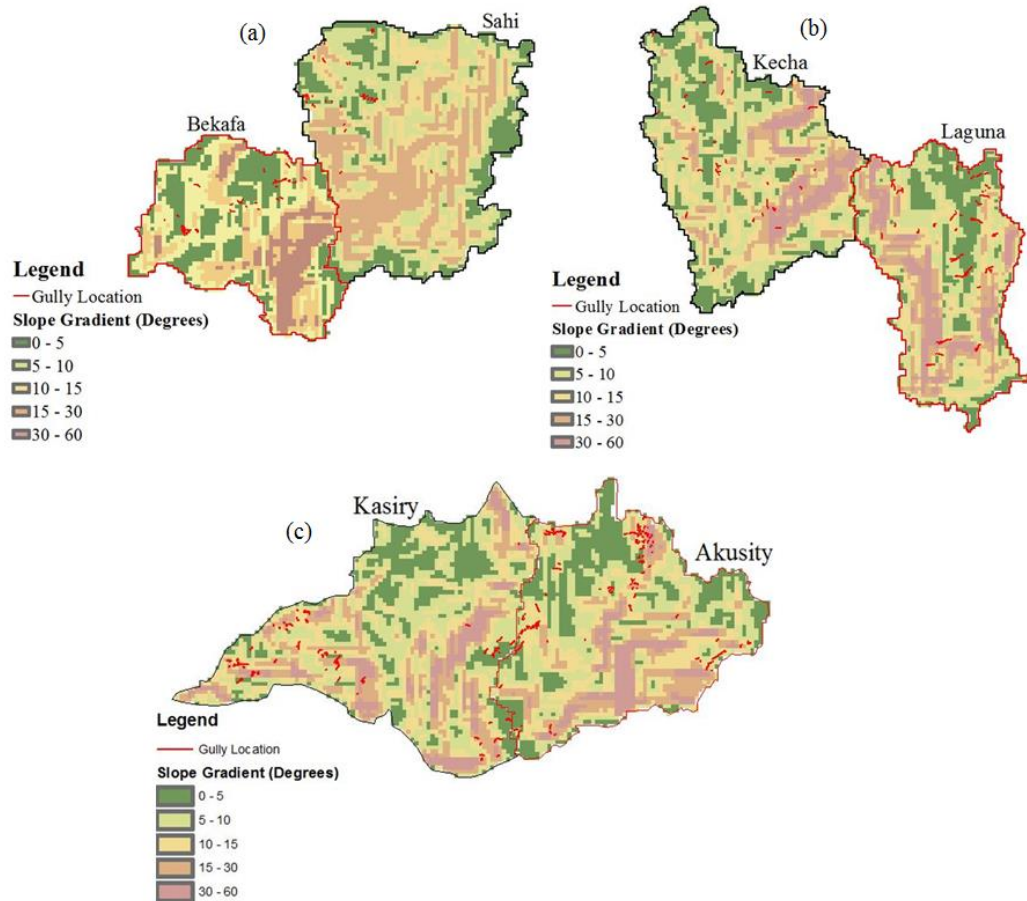 (a)
Sahi
Bekafa
Legend
Gully Location
Slope Gradient (Degrees)
0 - 5
5 - 10
10 - 15
15 - 30
30 - 60
(b)
Kecha
Laguna
Legend
Gully Location
Slope Gradient (Degrees)
0 - 5
5 - 10
10 - 15
15 - 30
30 - 60
(c)
Kasiry
Akusity
Legend
Gully Location
Slope Gradient (Degrees)
0 - 5
5 - 10
10 - 15
15 - 30
30 - 60